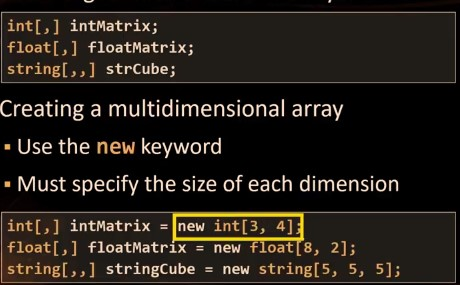 int[,] intMatrix;
float[,] floatMatrix;
string[,,] strCube;
Creating a multidimensional array
▪ Use the new keyword
▪ Must specify the size of each dimension
int[,] intMatrix = new int[3, 4];
float[,] floatMatrix = new float[8, 2];
string[,,] stringCube = new string[5, 5, 5];